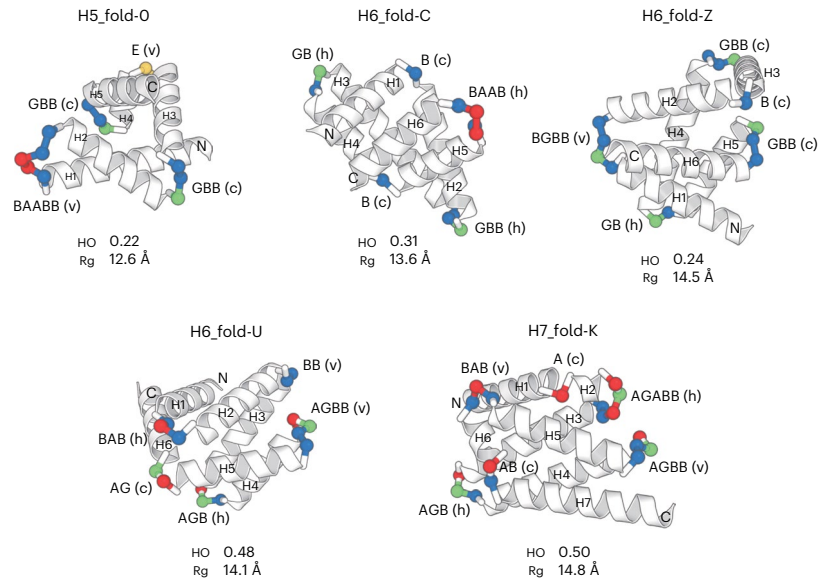 H5_fold-0
E (v)
C
H5
GBB (c)
H4
H3
H2
N
H1
GBB (c)
BAABB (v)
HO 0.22
Rg 12.6 Å
H6_fold-C
GB (h)
B (c)
H3
H1
BAAB (h)
H6
N
H4
H5
C
H2
B (c)
GBB (h)
HO 0.31
Rg 13.6 Å
H6_fold-Z
GBB (c)
H3
H2
B (c)
BGBB (v)
H4
H5
GBB (c)
C
H6
H1
GB (h)
N
HO 0.24
Rg 14.5 Å
H6_fold-U
BB (v)
N
C
H1
H2
H3
AGBB (v)
BAB (h)
H6
H5
AG (c)
H4
AGB (h)
HO 0.48
Rg 14.1 Å
H7_fold-K
A (c)
BAB (v)
H1
H2
AGABB (h)
N
H3
H6
H5
AB (c)
AGBB (v)
H4
AGB (h)
H7
C
HO 0.50
Rg 14.8 Å